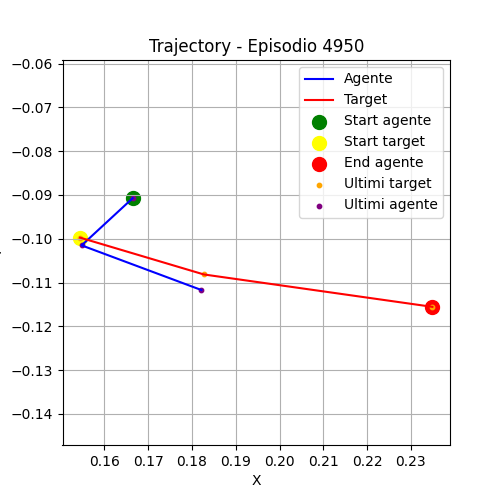 Trajectory - Episodio 4950
Agente
Target
Start agente
Start target
End agente
Ultimi target
Ultimi agente
−0.06
−0.07
−0.08
−0.09
−0.10
−0.11
−0.12
−0.13
−0.14
0.16 0.17 0.18 0.19 0.20 0.21 0.22 0.23
X